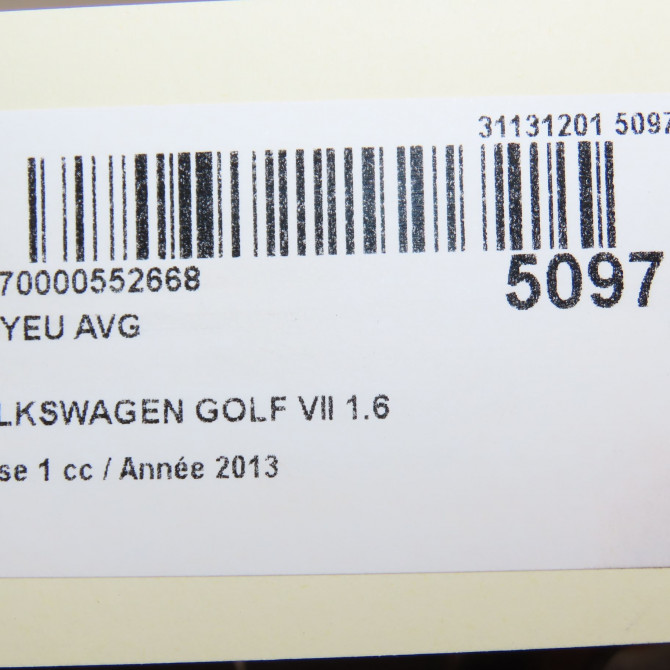 31131201 5097
70000552668
5097
YEU AVG
LKSWAGEN GOLF VII 1.6
se 1 cc / Année 2013